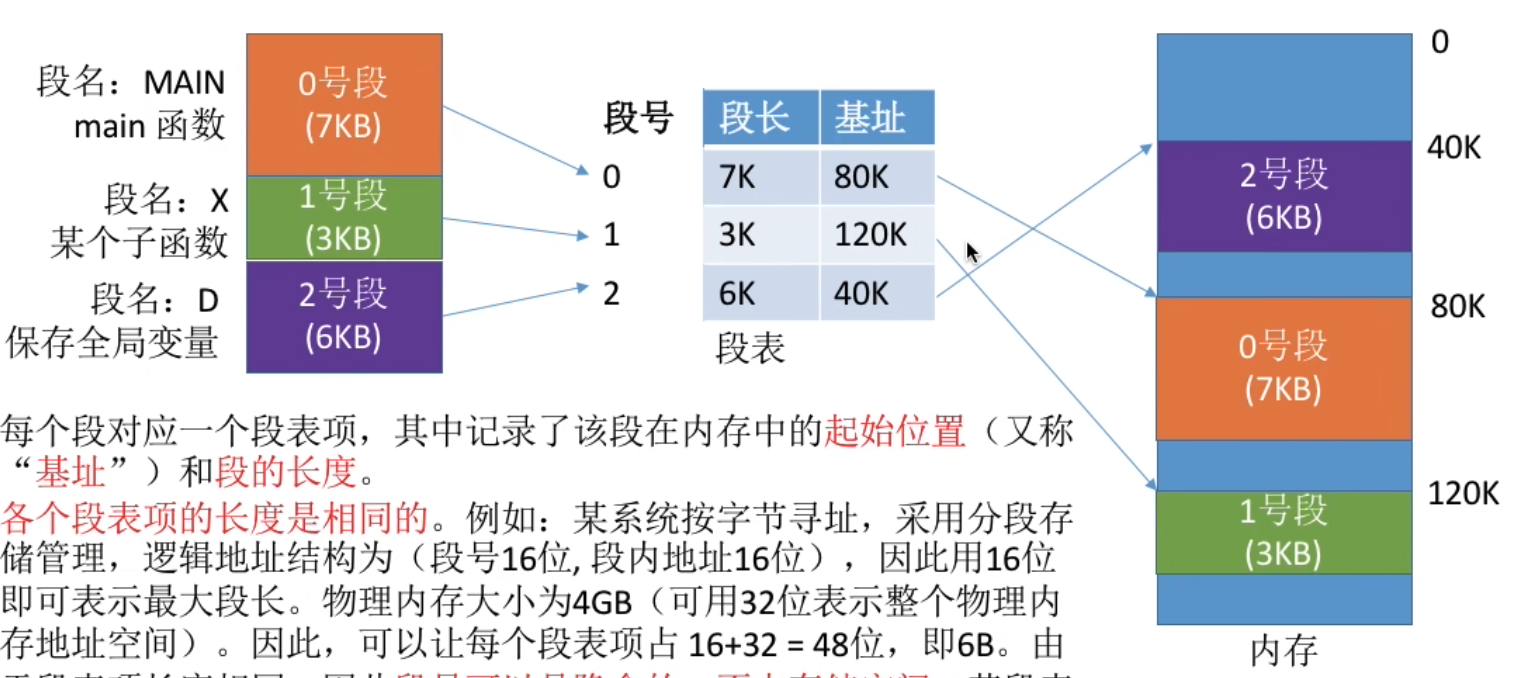 段名：MAIN
main 函数
0号段
(7KB)
段名：X
某个子函数
1号段
(3KB)
段名：D
保存全局变量
2号段
(6KB)
段号 段长 基址
0 7K 80K
1 3K 120K
2 6K 40K
段表
0
40K
2号段
(6KB)
80K
0号段
(7KB)
120K
1号段
(3KB)
内存
每个段对应一个段表项，其中记录了该段在内存中的起始位置（又称
“基址”）和段的长度。
各个段表项的长度是相同的。例如：某系统按字节寻址，采用分段存
储管理，逻辑地址结构为（段号16位, 段内地址16位），因此用16位
即可表示最大段长。物理内存大小为4GB（可用32位表示整个物理内
存地址空间）。因此，可以让每个段表项占 16+32 = 48位，即6B。由